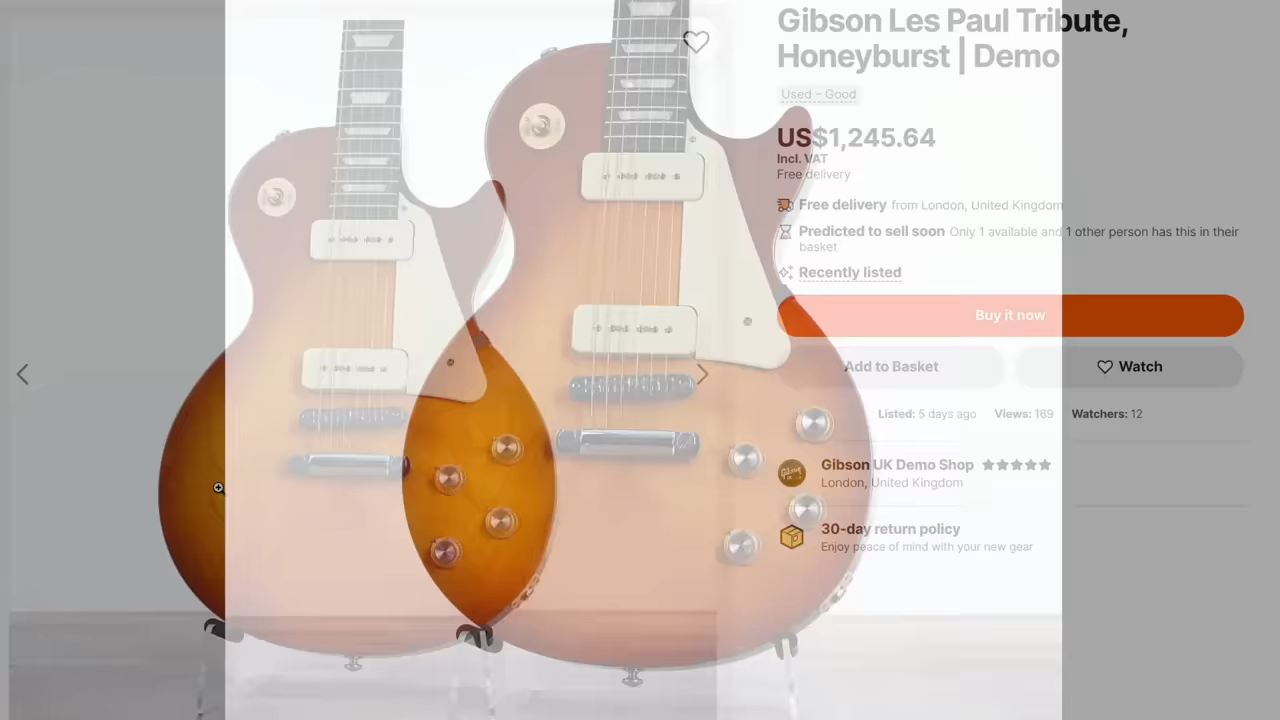 Gibson Les Paul Tribute,
Honeyburst | Demo
Used – Good
US$1,245.64
Incl. VAT
Free delivery
Free delivery from London, United Kingdom
Predicted to sell soon Only 1 available and 1 other person has this in their
basket
Recently listed
Buy it now
Add to Basket
Watch
Listed: 5 days ago Views: 169 Watchers: 12
Gibson UK Demo Shop
London, United Kingdom
30-day return policy
Enjoy peace of mind with your new gear